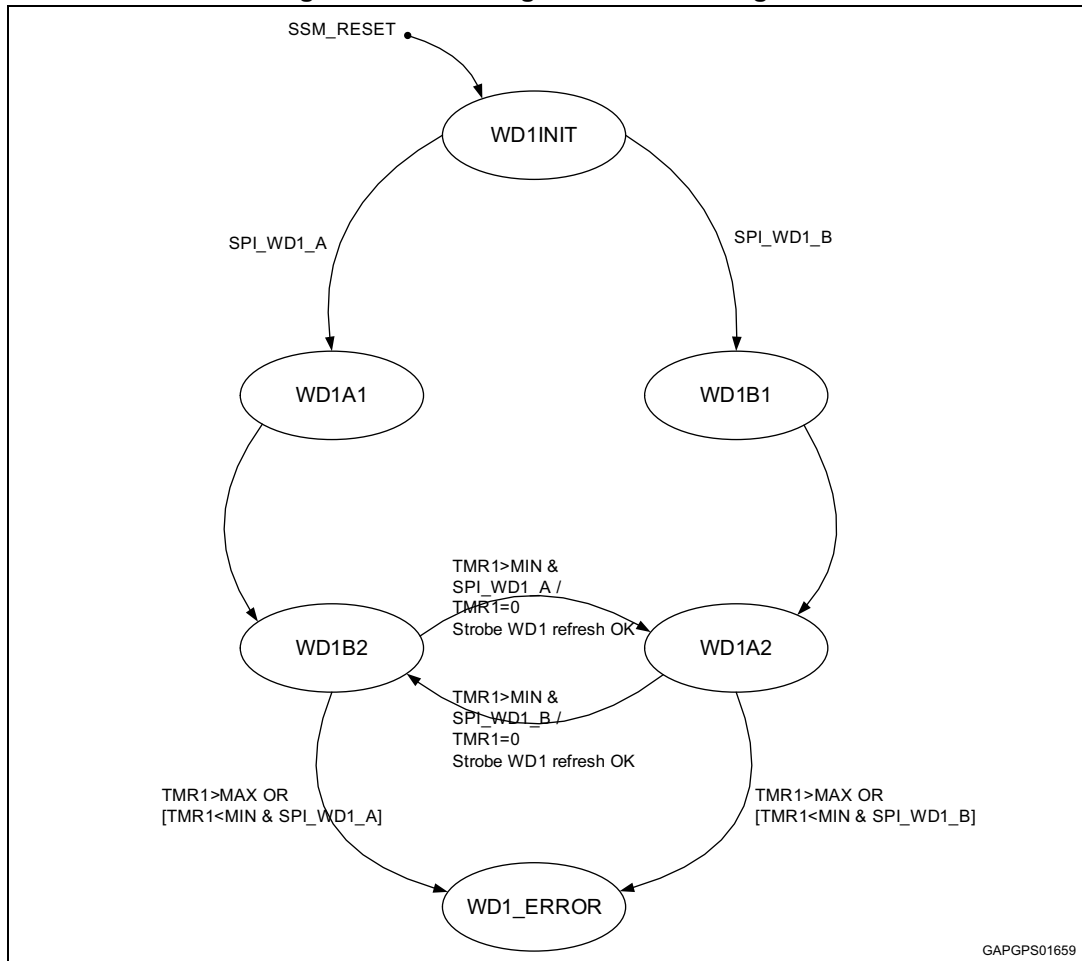 SSM_RESET
WD1INIT
SPI_WD1_A
SPI_WD1_B
WD1A1
WD1B1
TMR1>MIN &
SPI_WD1_A /
TMR1=0
Strobe WD1 refresh OK
WD1B2
WD1A2
TMR1>MIN &
SPI_WD1_B /
TMR1=0
Strobe WD1 refresh OK
TMR1>MAX OR
[TMR1<MIN & SPI_WD1_A]
TMR1>MAX OR
[TMR1<MIN & SPI_WD1_B]
WD1_ERROR
GAPGPS01659